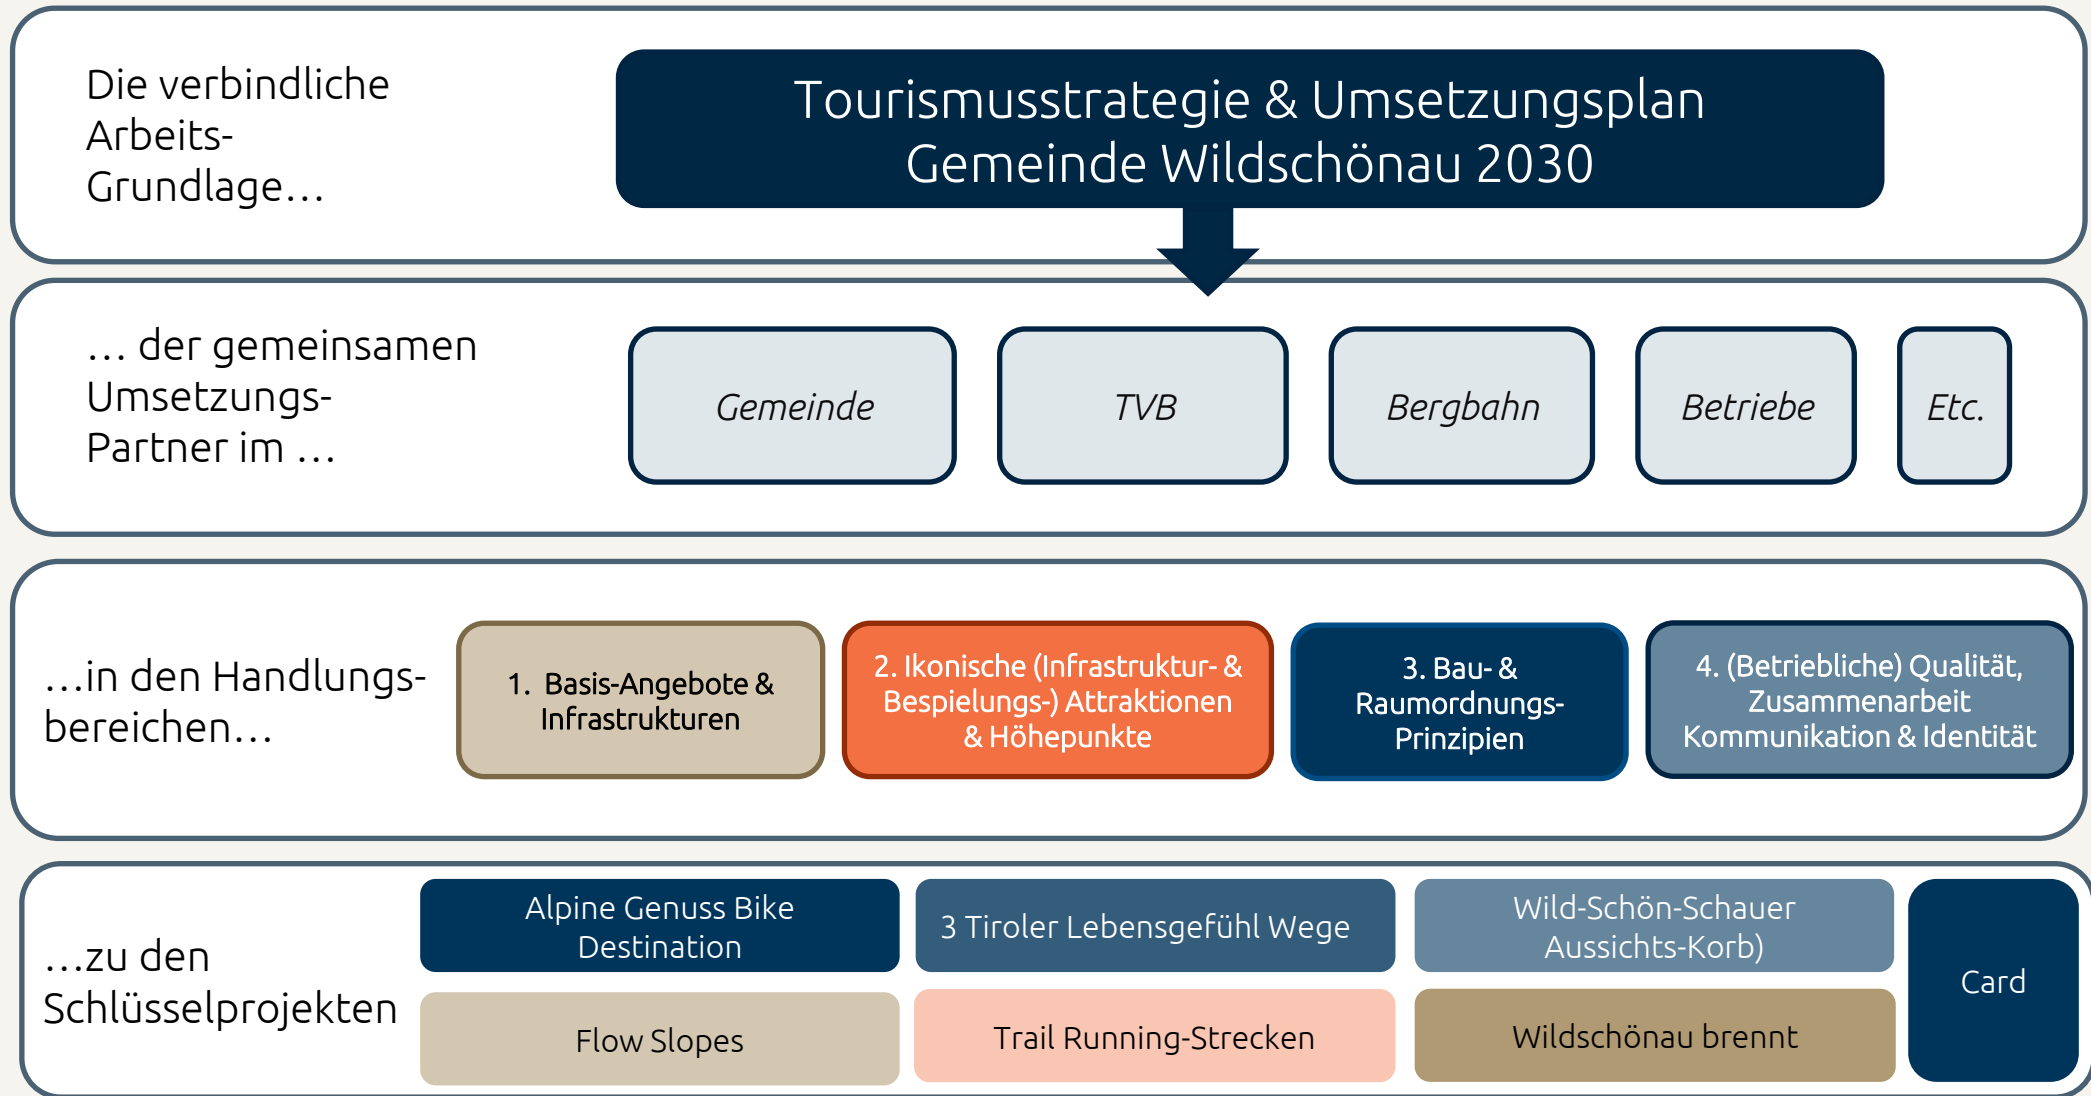 Die verbindliche
Arbeits-
Grundlage…
Tourismusstrategie & Umsetzungsplan
Gemeinde Wildschönau 2030
… der gemeinsamen
Umsetzungs-
Partner im …
Gemeinde
TVB
Bergbahn
Betriebe
Etc.
…in den Handlungs-
bereichen…
1. Basis-Angebote &
Infrastrukturen
2. Ikonische (Infrastruktur- &
Bespielungs-) Attraktionen
& Höhepunkte
3. Bau- &
Raumordnungs-
Prinzipien
4. (Betriebliche) Qualität,
Zusammenarbeit
Kommunikation & Identität
…zu den
Schlüsselprojekten
Alpine Genuss Bike
Destination
3 Tiroler Lebensgefühl Wege
Wild-Schön-Schauer
Aussichts-Korb)
Card
Flow Slopes
Trail Running-Strecken
Wildschönau brennt